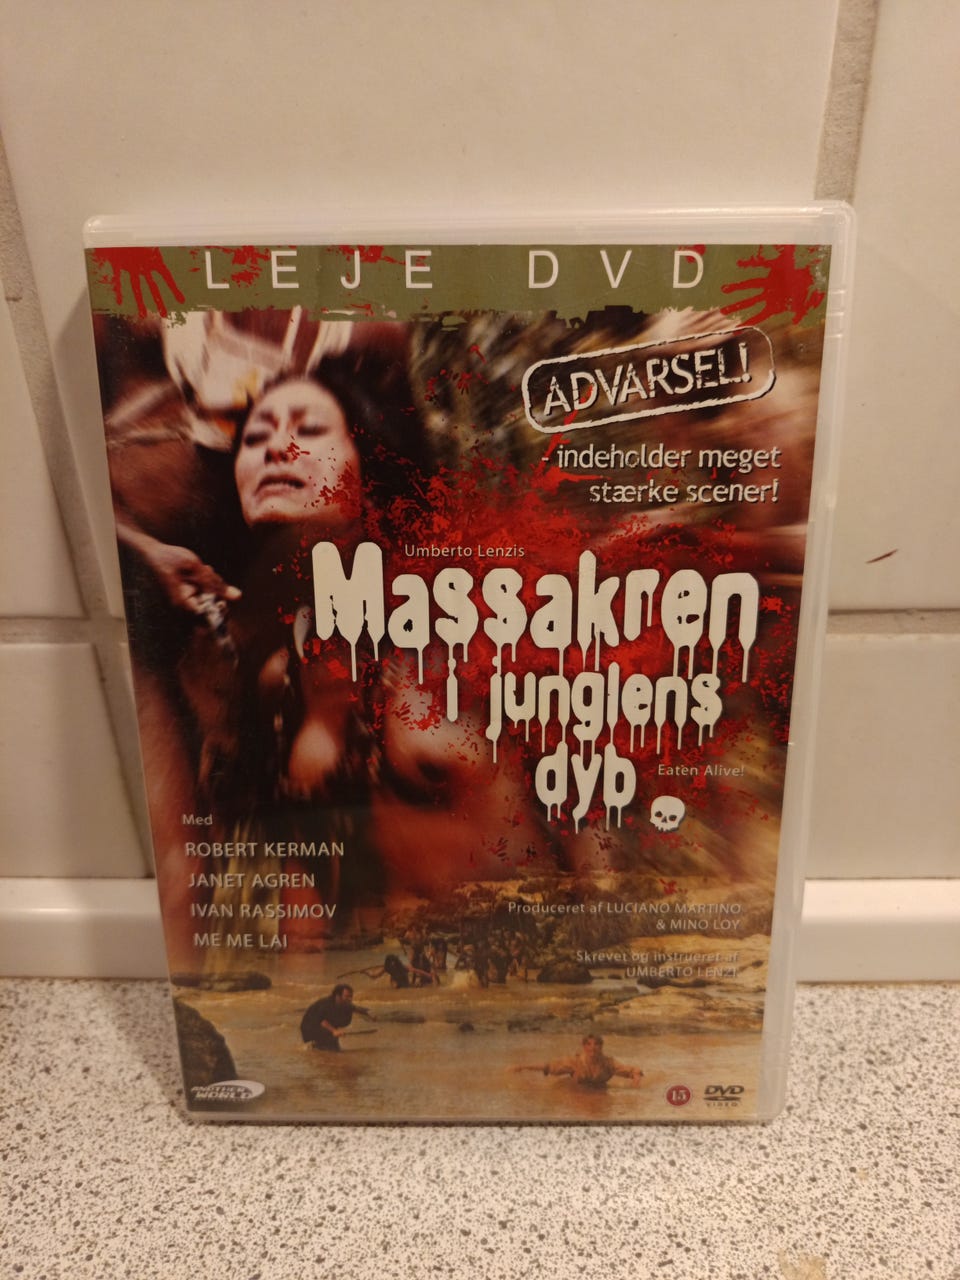 LEJE DVD
ADVARSEL!
- indeholder meget
stærke scener!
Umberto Lenzis
Massakren
i junglens
dyb
Eaten Alive!
Med
ROBERT KERMAN
JANET AGREN
IVAN RASSIMOV
ME ME LAI
Produceret af LUCIANO MARTINO
& MINO LOY
Skrevet og instrueret af
UMBERTO LENZI
ANOTHER
WORLD
15
DVD
VIDEO